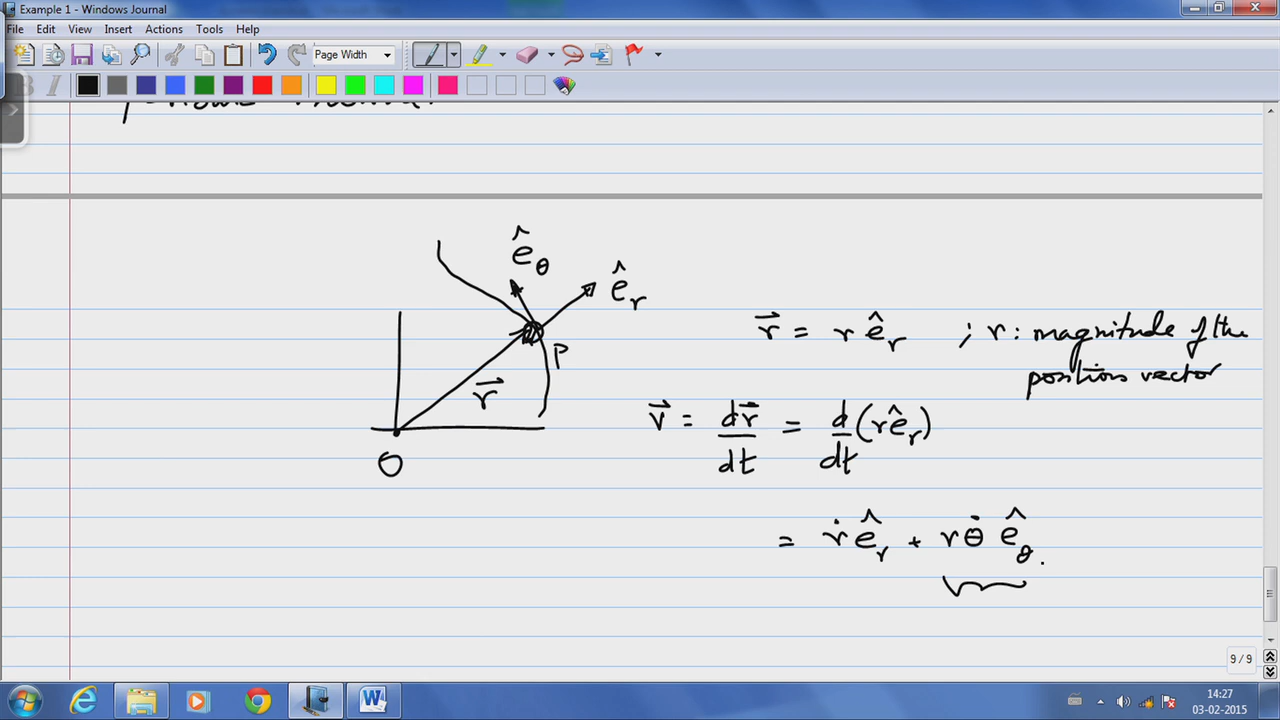 Example 1 - Windows Journal
File Edit View Insert Actions Tools Help
Page Width
B I
ê_θ
ê_r
P
r⃗
O
r⃗ = r ê_r ; r : magnitude of the
position vector
v⃗ = dr⃗/dt = d/dt (r ê_r)
= ṙ ê_r + r θ̇ ê_θ .
9 / 9
14:27
03-02-2015